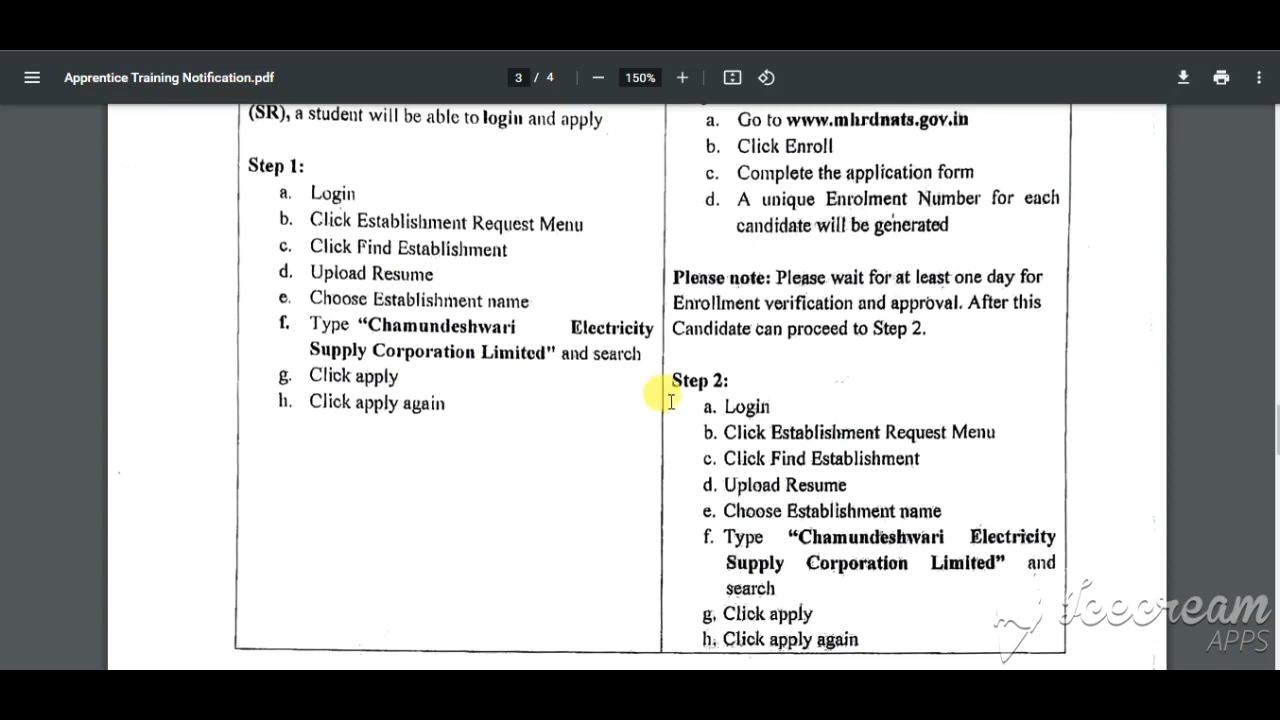 Apprentice Training Notification.pdf
3 / 4
150%
(SR), a student will be able to login and apply
Step 1:
a. Login
b. Click Establishment Request Menu
c. Click Find Establishment
d. Upload Resume
e. Choose Establishment name
f. Type “Chamundeshwari Electricity
Supply Corporation Limited” and search
g. Click apply
h. Click apply again
a. Go to www.mhrdnats.gov.in
b. Click Enroll
c. Complete the application form
d. A unique Enrolment Number for each
candidate will be generated
Please note: Please wait for at least one day for
Enrollment verification and approval. After this
Candidate can proceed to Step 2.
Step 2:
a. Login
b. Click Establishment Request Menu
c. Click Find Establishment
d. Upload Resume
e. Choose Establishment name
f. Type “Chamundeshwari Electricity
Supply Corporation Limited” and
search
g. Click apply
h. Click apply again
Icecream
APPS